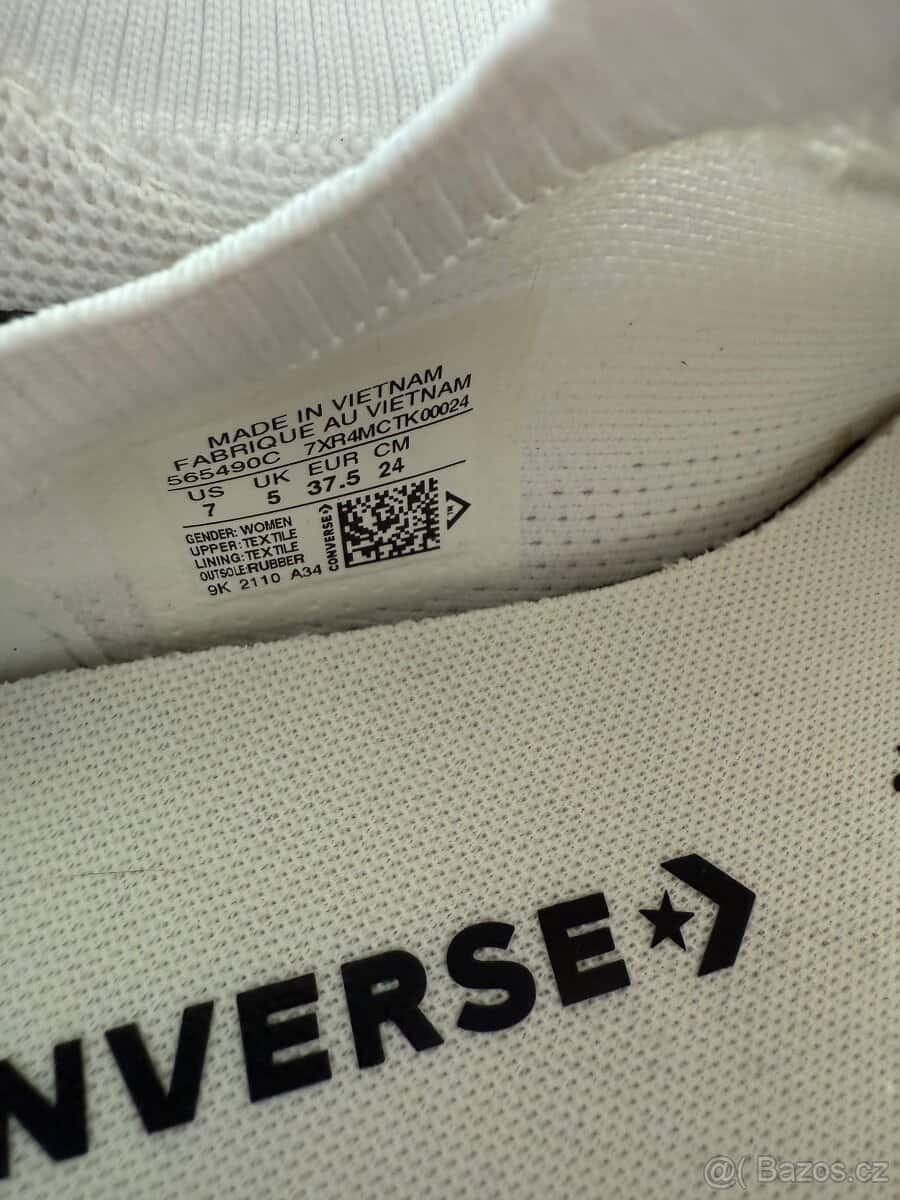 MADE IN VIETNAM
FABRIQUE AU VIETNAM
565490C 7XR4MCTK00024
US UK EUR CM
7 5 37.5 24
GENDER: WOMEN
UPPER: TEXTILE
LINING: TEXTILE
OUTSOLE: RUBBER
9K 2110 A34
CONVERSE
TM
NVERSE
@( Bazos.cz